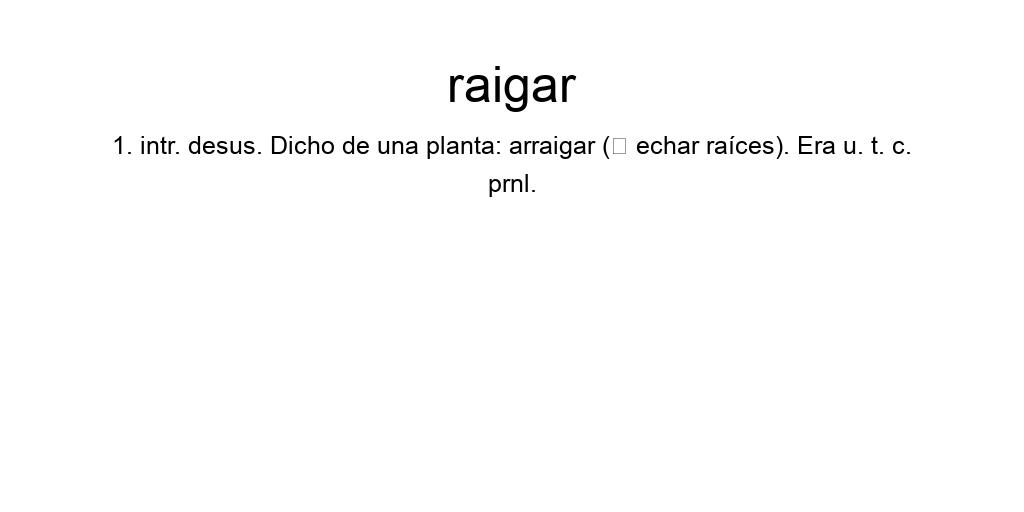 raigar
1. intr. desus. Dicho de una planta: arraigar (□ echar raíces). Era u. t. c.
prnl.